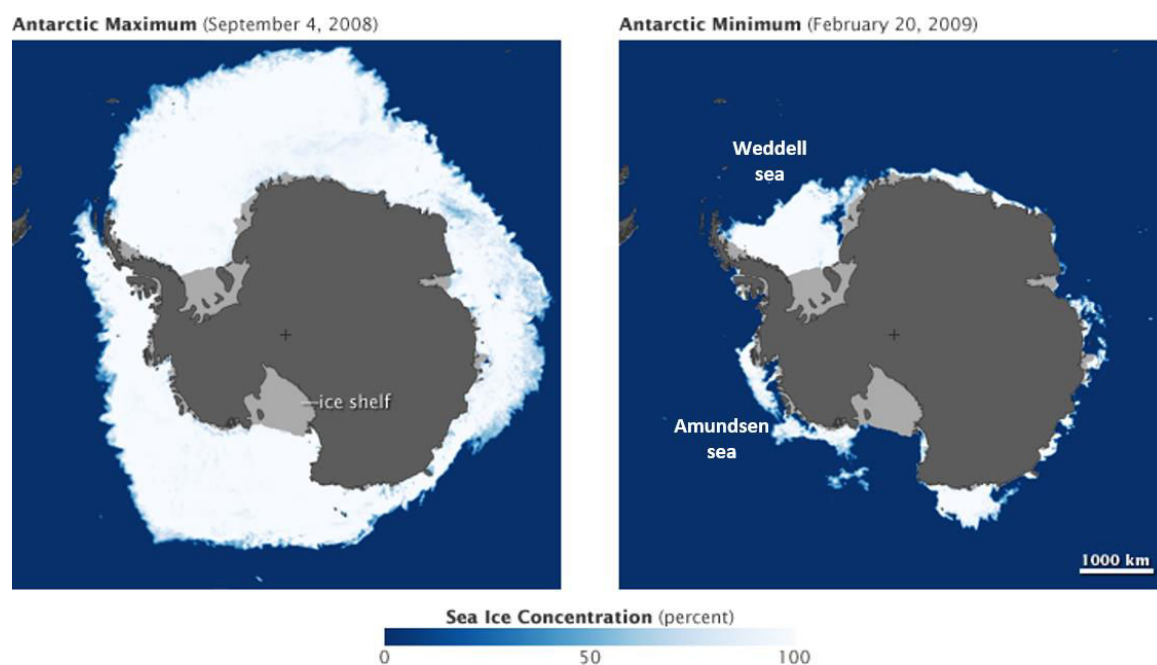 Antarctic Maximum (September 4, 2008)
Antarctic Minimum (February 20, 2009)
Weddell
sea
ice shelf
Amundsen
sea
1000 km
Sea Ice Concentration (percent)
0 50 100